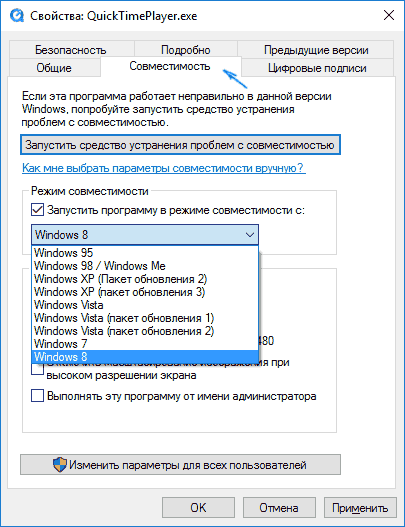 Свойства: QuickTimePlayer.exe
Безопасность Подробно Предыдущие версии
Общие Совместимость Цифровые подписи
Если эта программа работает неправильно в данной версии
Windows, попробуйте запустить средство устранения
проблем с совместимостью.
Запустить средство устранения проблем с совместимостью
Как мне выбрать параметры совместимости вручную?
Режим совместимости
Запустить программу в режиме совместимости с:
Windows 8
Windows 95
Windows 98 / Windows Me
Windows XP (Пакет обновления 2)
Windows XP (пакет обновления 3)
Windows Vista
Windows Vista (пакет обновления 1)
Windows Vista (пакет обновления 2)
Windows 7
480
Windows 8
высоком разрешении экрана
Выполнять эту программу от имени администратора
Изменить параметры для всех пользователей
OK Отмена Применить